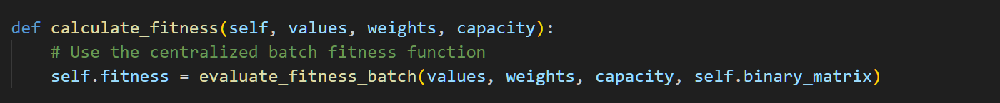 def calculate_fitness(self, values, weights, capacity):
    # Use the centralized batch fitness function
    self.fitness = evaluate_fitness_batch(values, weights, capacity, self.binary_matrix)